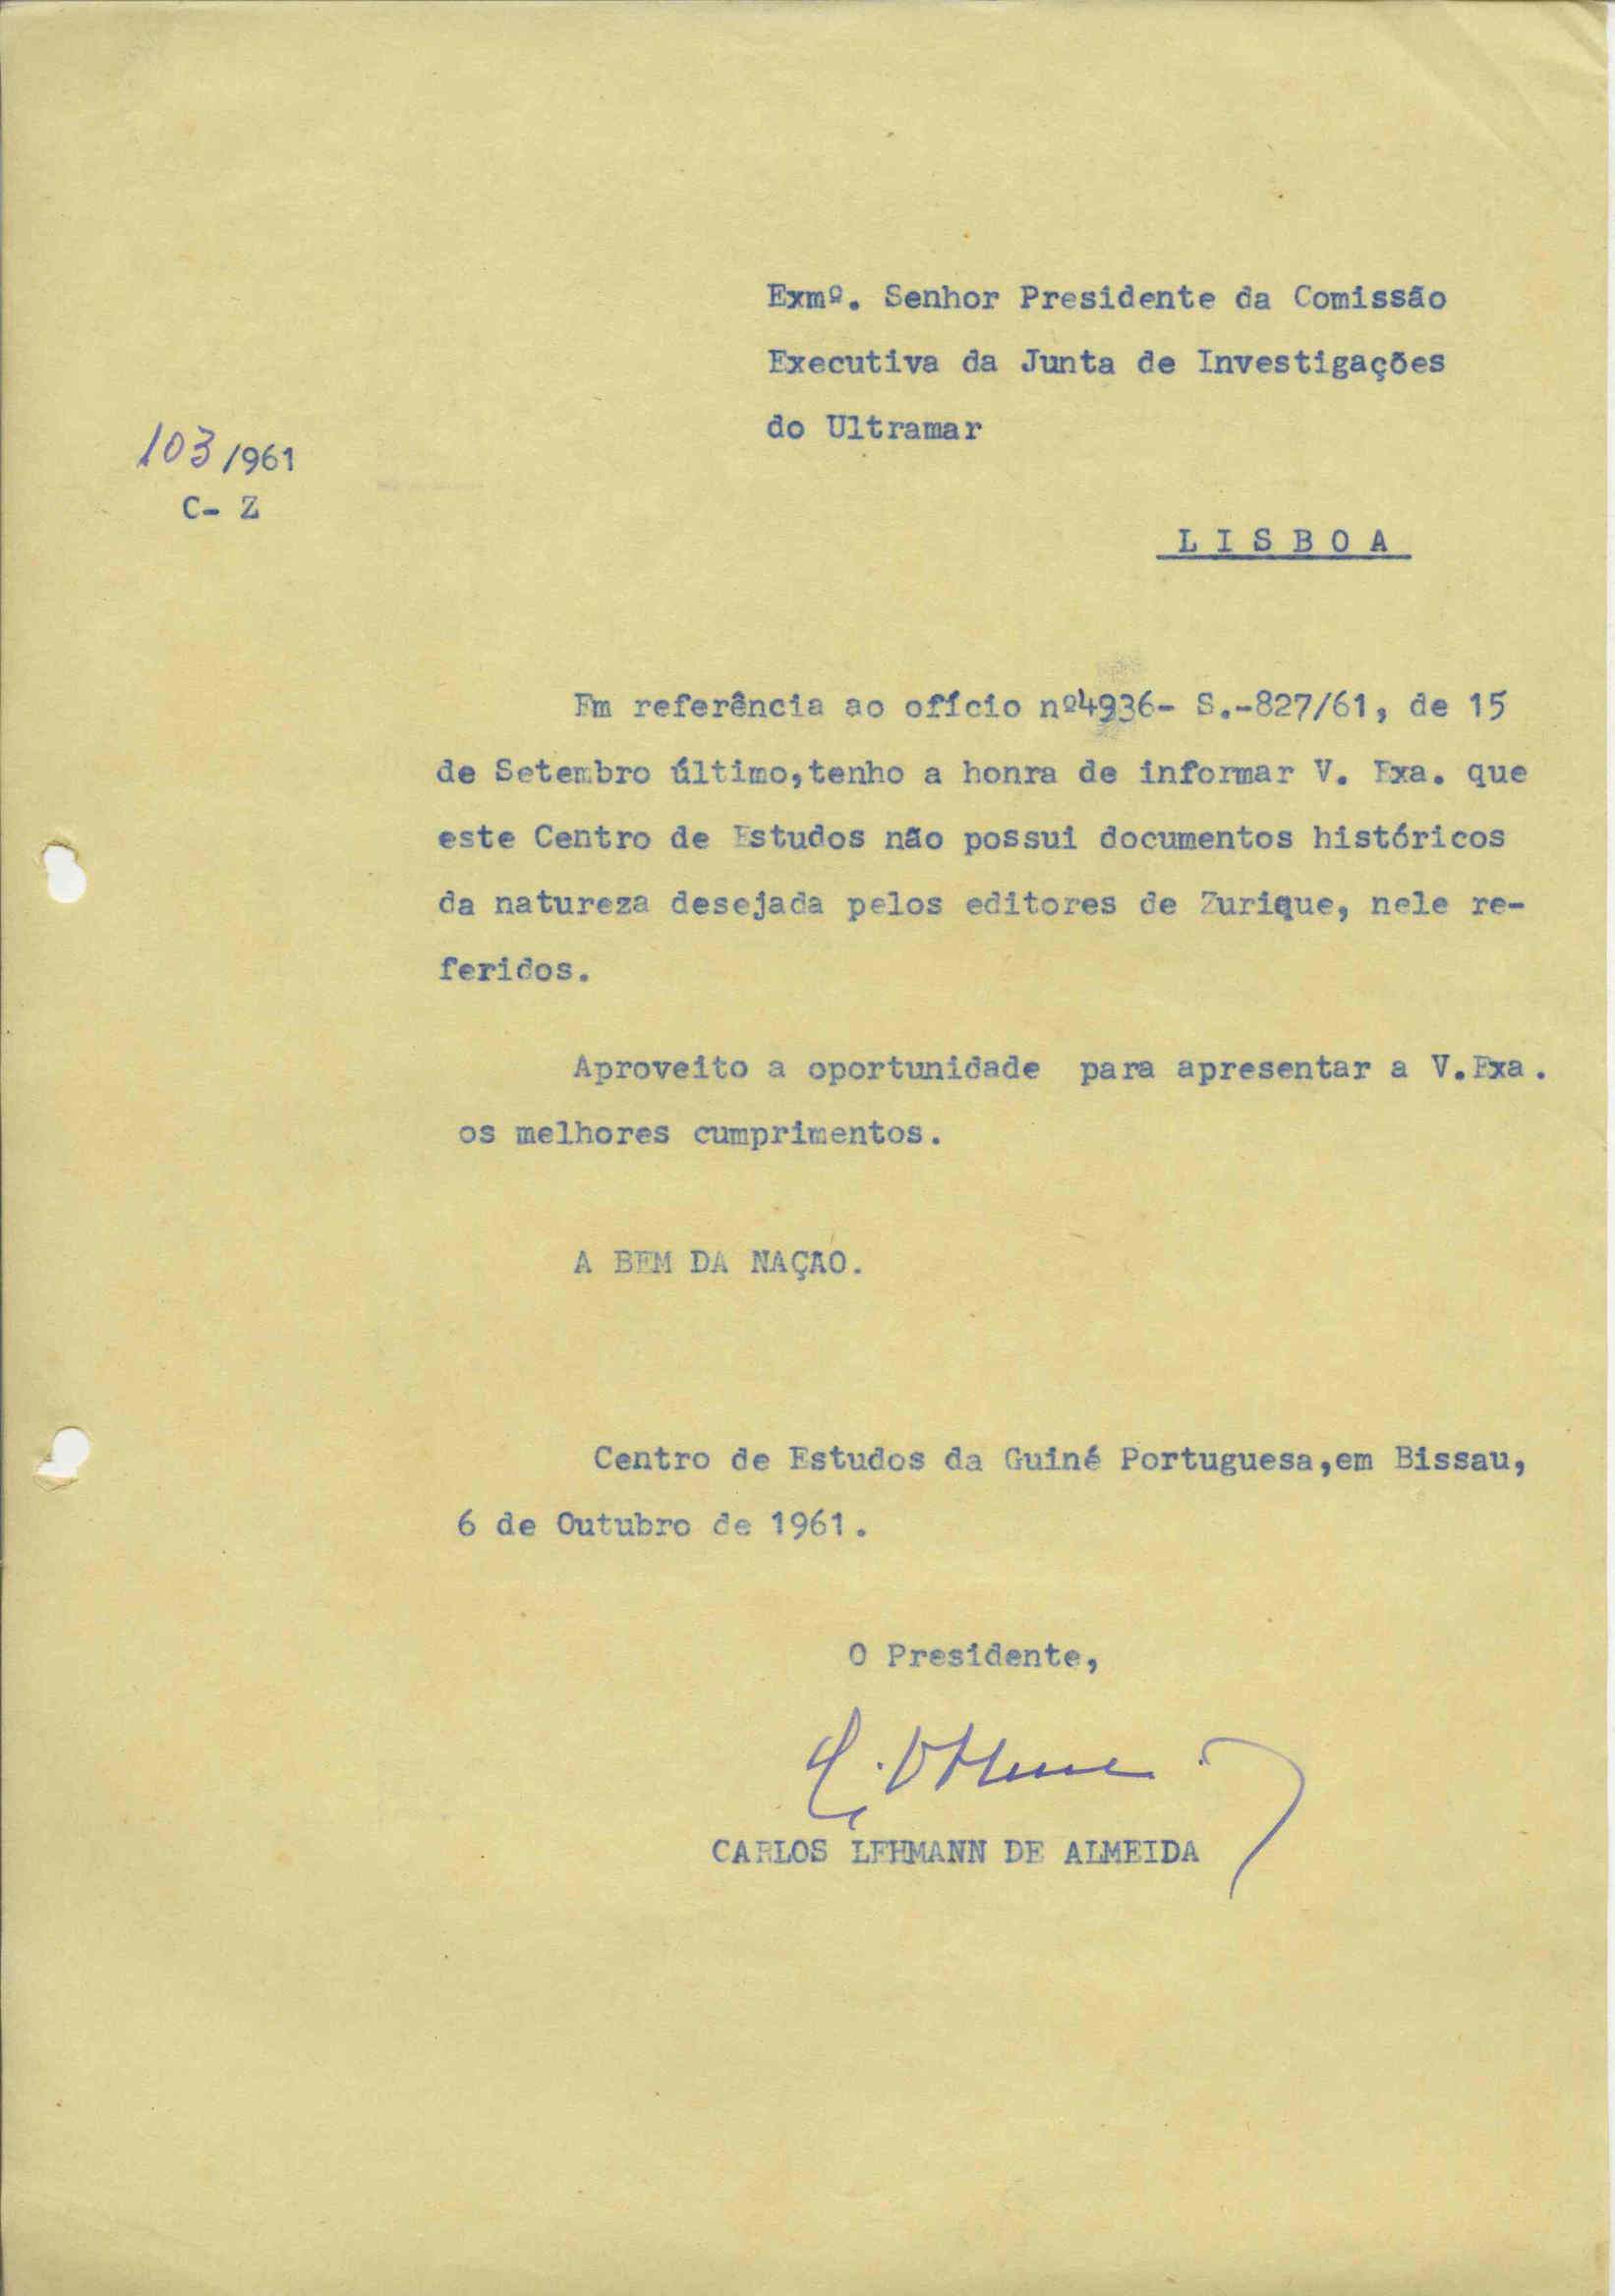 Exmº. Senhor Presidente da Comissão
Executiva da Junta de Investigações
do Ultramar
103/961
C- Z
LISBOA
Em referência ao ofício nº4936- S.-827/61, de 15
de Setembro último,tenho a honra de informar V. Exa. que
este Centro de Estudos não possui documentos históricos
da natureza desejada pelos editores de Zurique, nele re-
feridos.
Aproveito a oportunidade para apresentar a V.Exa.
os melhores cumprimentos.
A BEM DA NAÇAO.
Centro de Estudos da Guiné Portuguesa,em Bissau,
6 de Outubro de 1961.
O Presidente,
CARLOS LEHMANN DE ALMEIDA